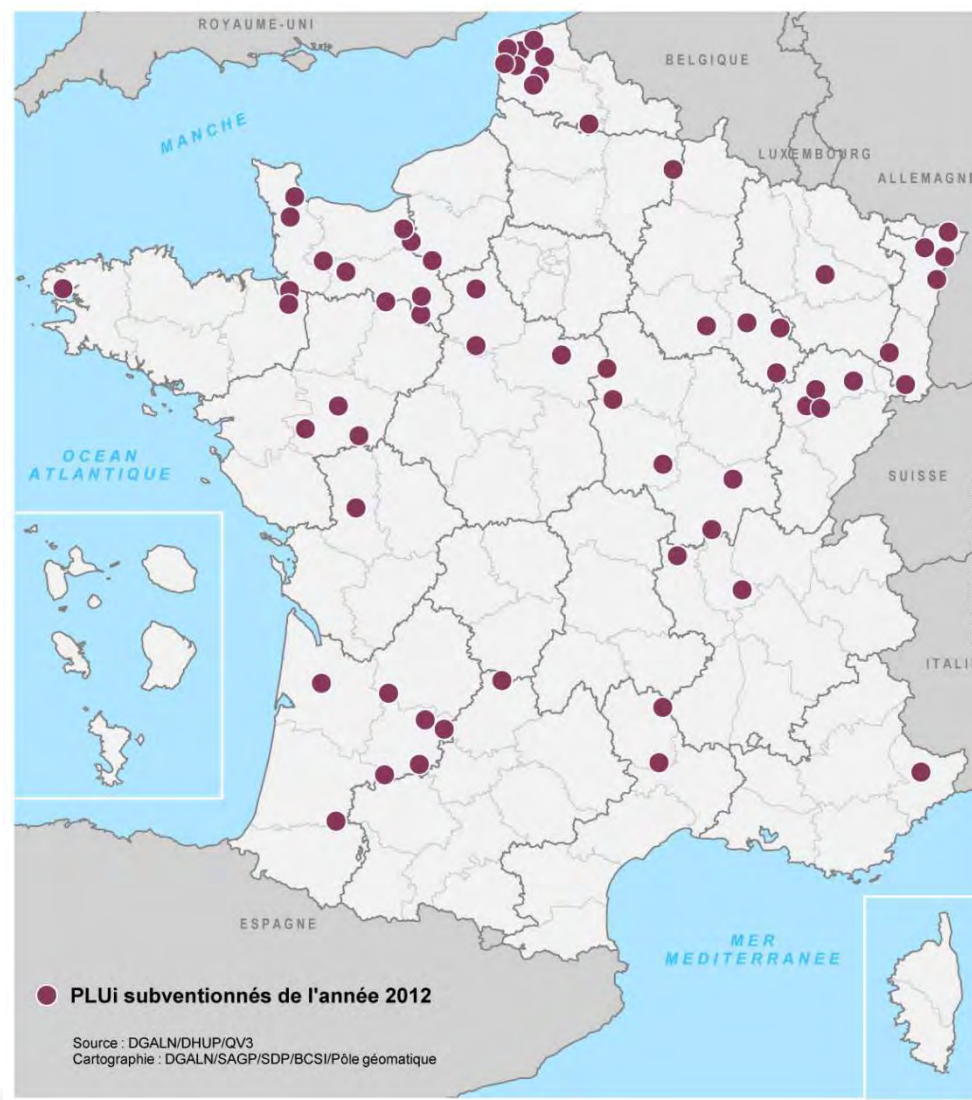 ROYAUME-UNI
BELGIQUE
MANCHE
LUXEMBOURG
ALLEMAGNE
OCEAN
ATLANTIQUE
SUISSE
ITALI
ESPAGNE
MER
MEDITERRANEE
PLUi subventionnés de l'année 2012
Source : DGALN/DHUP/QV3
Cartographie : DGALN/SAGP/SDP/BCSI/Pôle géomatique